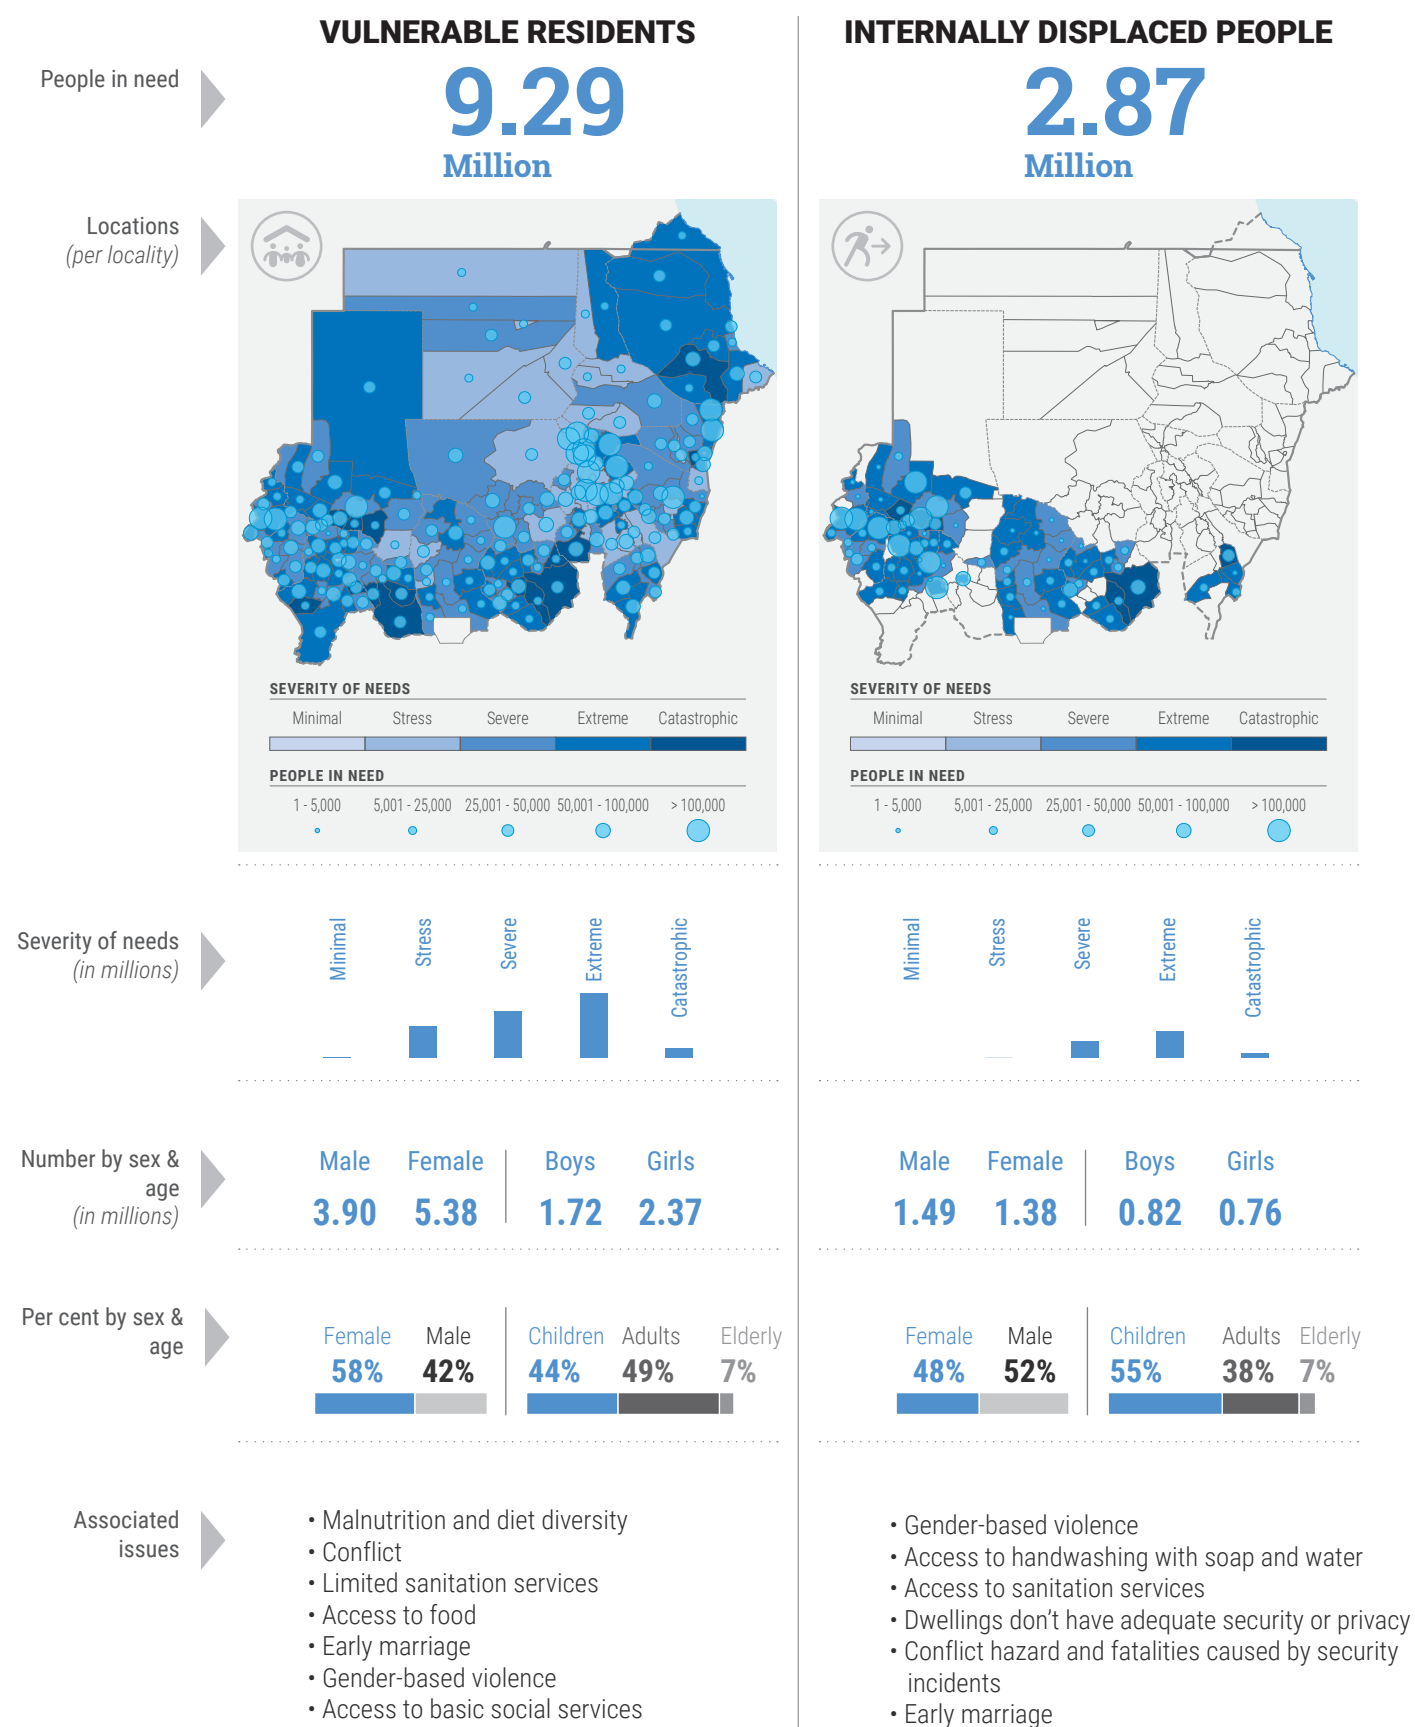 VULNERABLE RESIDENTS
INTERNALLY DISPLACED PEOPLE
People in need
9.29
Million
2.87
Million
Locations
(per locality)
SEVERITY OF NEEDS
Minimal Stress Severe Extreme Catastrophic
PEOPLE IN NEED
1 - 5,000 5,001 - 25,000 25,001 - 50,000 50,001 - 100,000 > 100,000
SEVERITY OF NEEDS
Minimal Stress Severe Extreme Catastrophic
PEOPLE IN NEED
1 - 5,000 5,001 - 25,000 25,001 - 50,000 50,001 - 100,000 > 100,000
Severity of needs
(in millions)
Minimal
Stress
Severe
Extreme
Catastrophic
Minimal
Stress
Severe
Extreme
Catastrophic
Number by sex &
age
(in millions)
Male Female Boys Girls
3.90 5.38 1.72 2.37
Male Female Boys Girls
1.49 1.38 0.82 0.76
Per cent by sex &
age
Female Male Children Adults Elderly
58% 42% 44% 49% 7%
Female Male Children Adults Elderly
48% 52% 55% 38% 7%
Associated
issues
• Malnutrition and diet diversity
• Conflict
• Limited sanitation services
• Access to food
• Early marriage
• Gender-based violence
• Access to basic social services
• Gender-based violence
• Access to handwashing with soap and water
• Access to sanitation services
• Dwellings don't have adequate security or privacy
• Conflict hazard and fatalities caused by security
incidents
• Early marriage